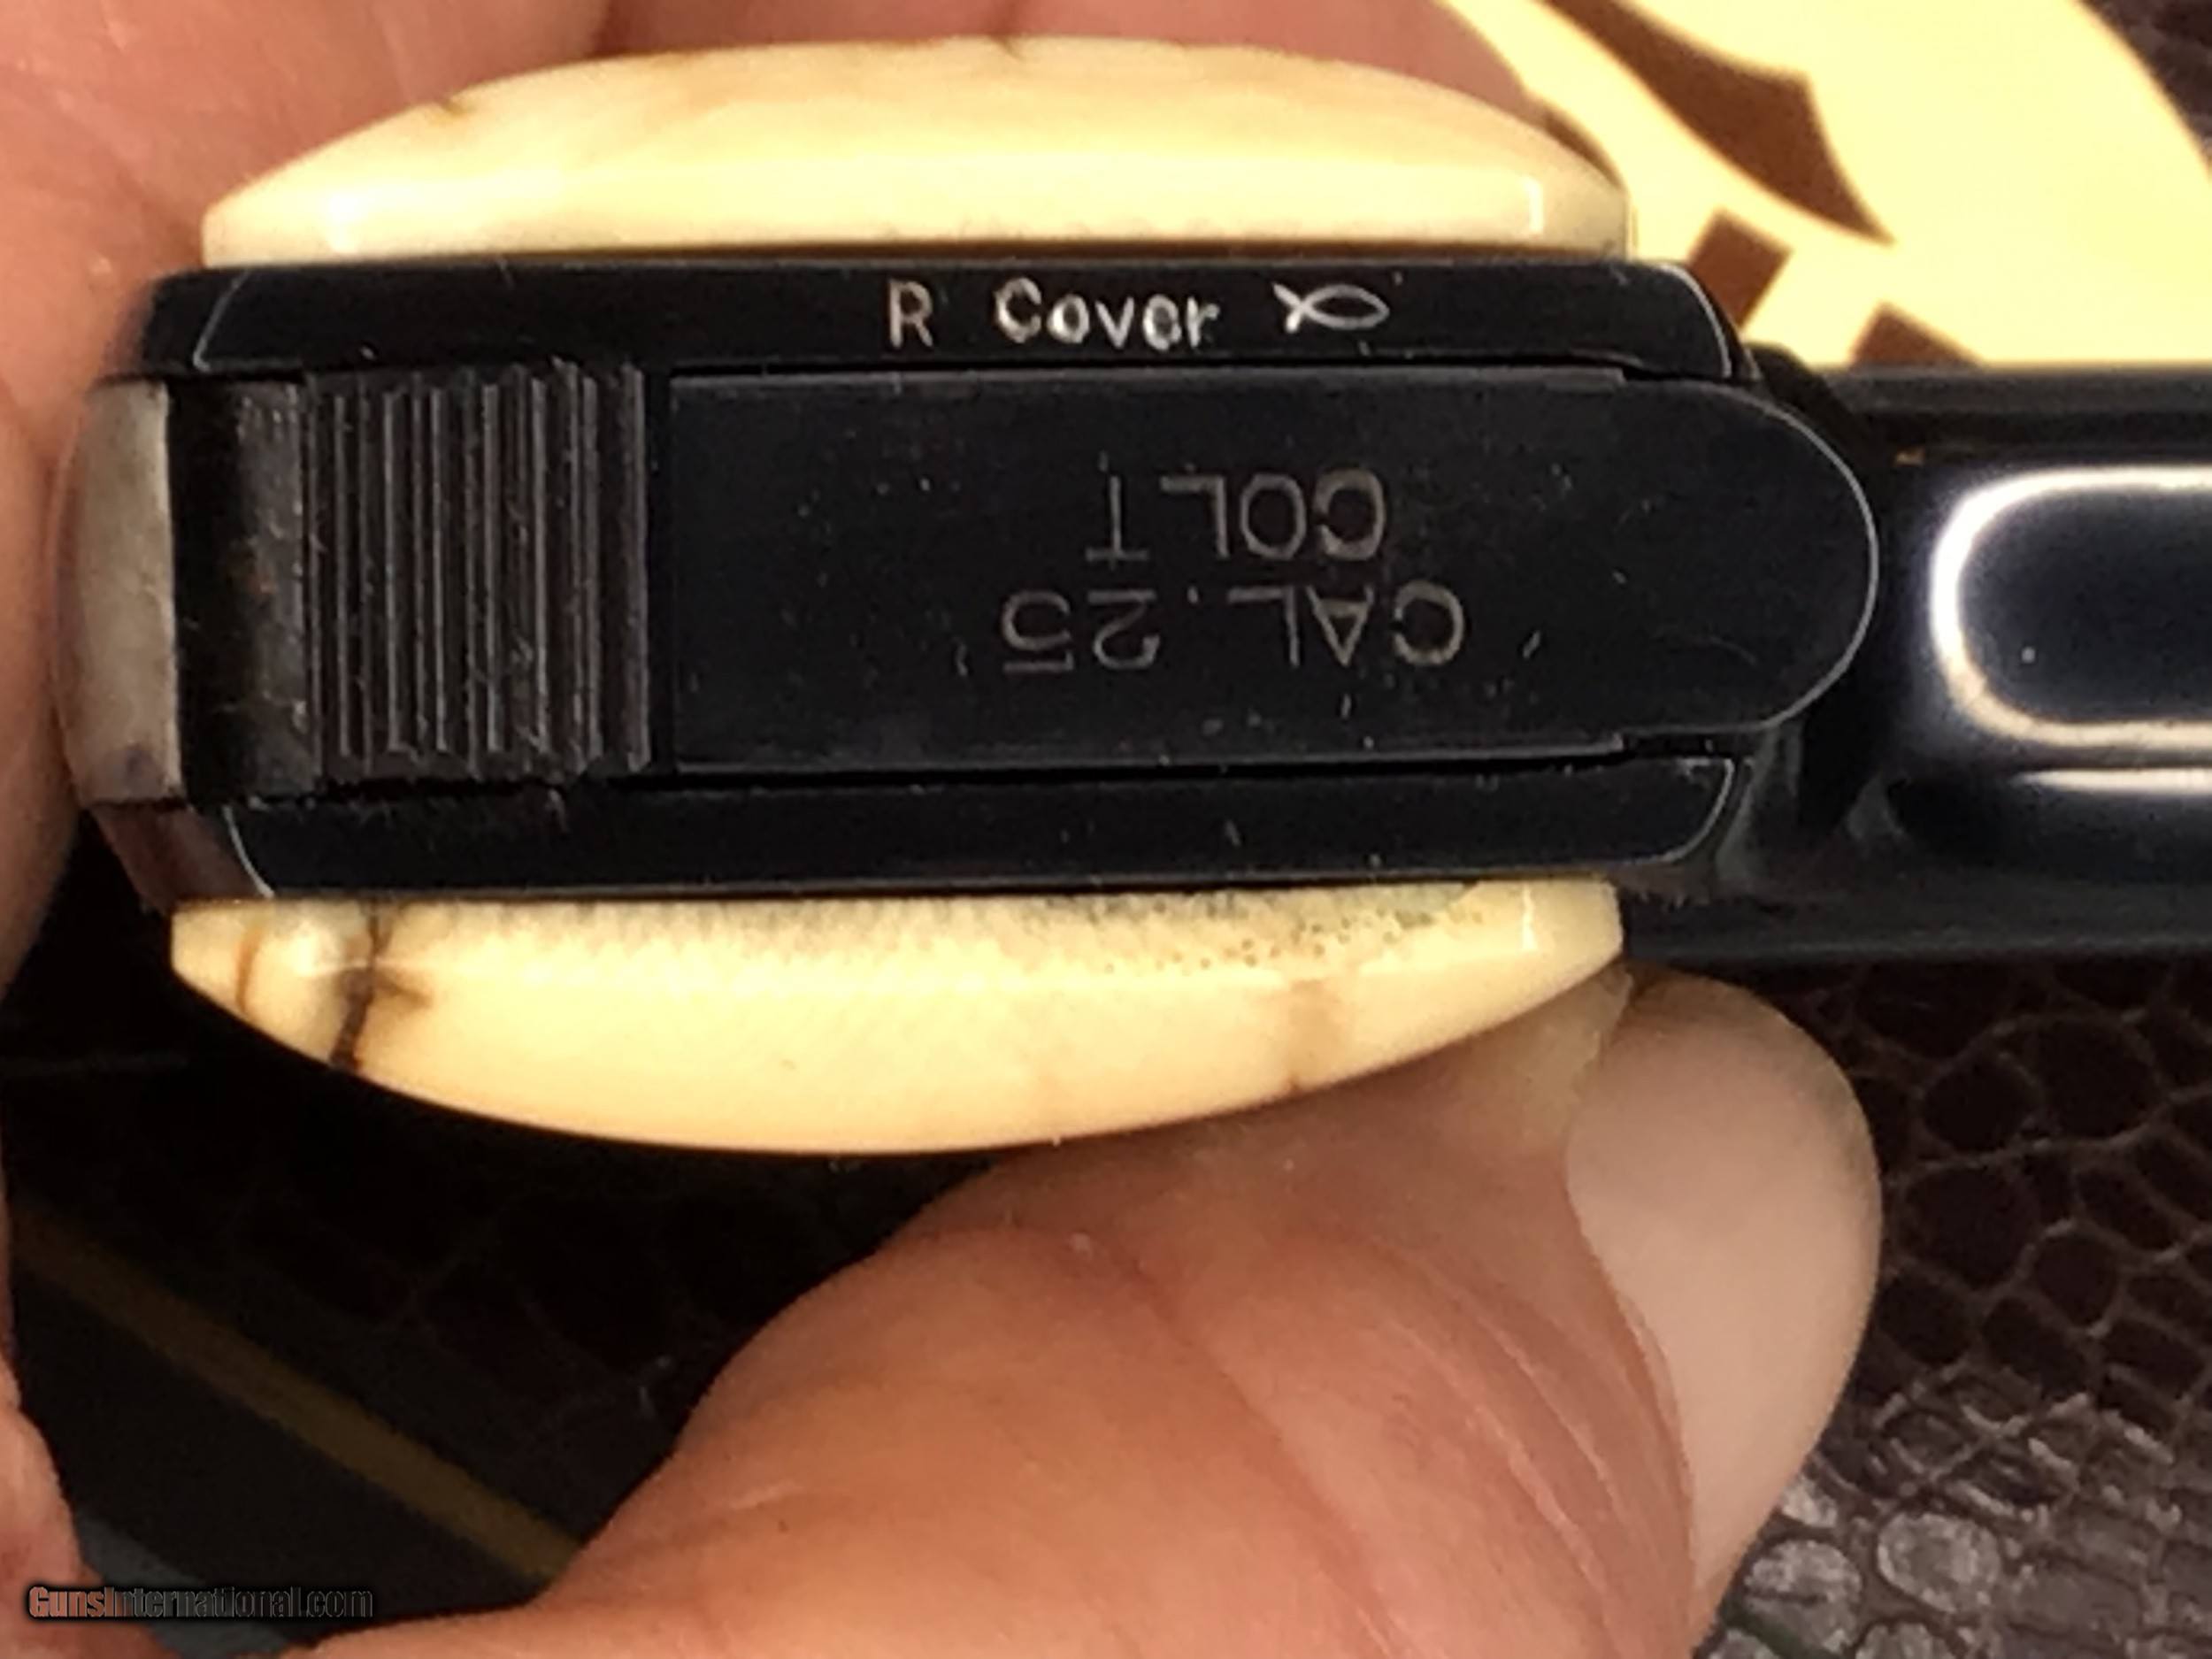 R Cover
CAL. 25
COLT
GunsInternational.com